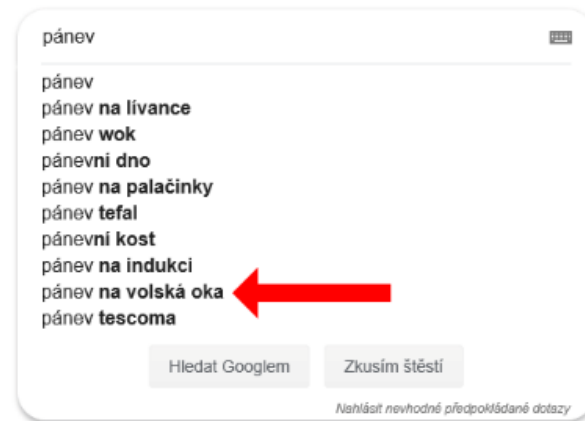 pánev
pánev
pánev na lívance
pánev wok
pánevni dno
pánev na palačinky
pánev tefal
pánevní kost
pánev na indukci
pánev na volská oka
pánev tescoma
Hledat Googlem
Zkusím štěstí
Nahlásit nevhodné předpokládané dotazy